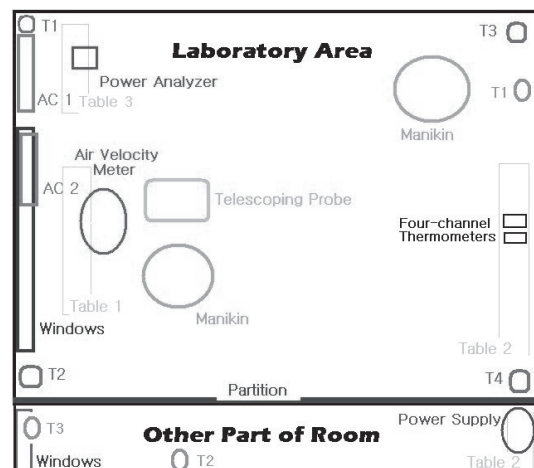 T1
Laboratory Area
T3
Power Analyzer
AC 1
Table 3
T1
Manikin
Air Velocity
Meter
AC 2
Telescoping Probe
Four-channel
Thermometers
Table 1
Manikin
Windows
Table 2
T2
T4
Partition
T3
Other Part of Room
Power Supply
Windows
T2
Table 2